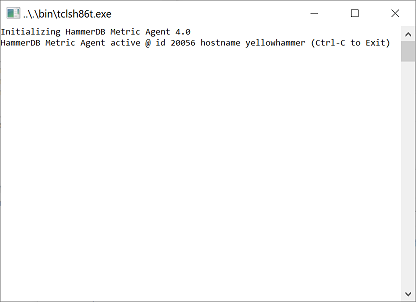 ..\.\bin\tclsh86t.exe
Initializing HammerDB Metric Agent 4.0
HammerDB Metric Agent active @ id 20056 hostname yellowhammer (Ctrl-C to Exit)